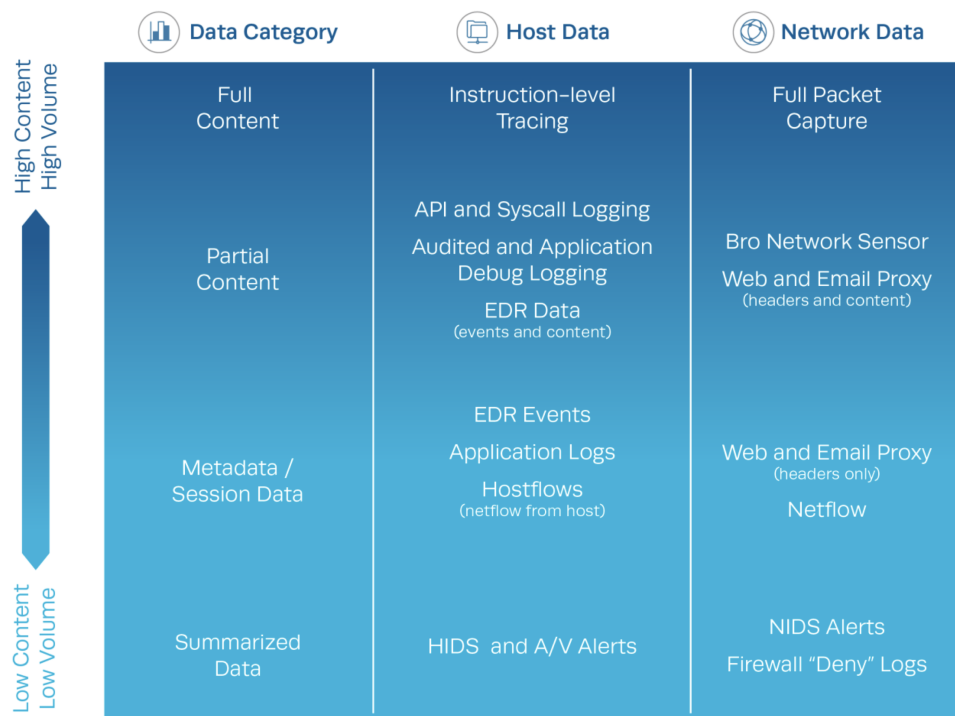 Data Category
Host Data
Network Data
High Content
High Volume
Full
Content
Instruction-level
Tracing
Full Packet
Capture
Partial
Content
API and Syscall Logging
Audited and Application
Debug Logging
EDR Data
(events and content)
Bro Network Sensor
Web and Email Proxy
(headers and content)
Metadata /
Session Data
EDR Events
Application Logs
Hostflows
(netflow from host)
Web and Email Proxy
(headers only)
Netflow
Low Content
Low Volume
Summarized
Data
HIDS and A/V Alerts
NIDS Alerts
Firewall “Deny” Logs